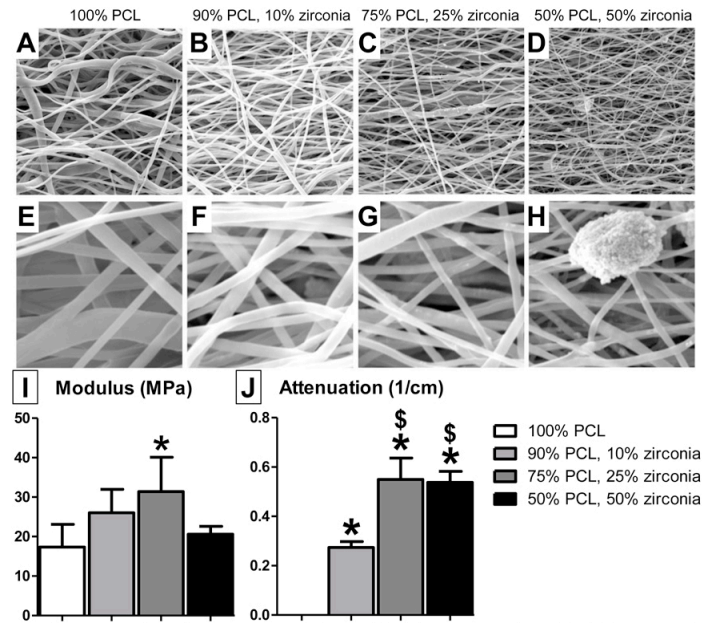 100% PCL 90% PCL, 10% zirconia 75% PCL, 25% zirconia 50% PCL, 50% zirconia
A B C D
E F G H
I Modulus (MPa) J Attenuation (1/cm)
50 0.8
40 * 0.6 $ $
30 * *
20 0.4 *
10 0.2
0 0.0
100% PCL
90% PCL, 10% zirconia
75% PCL, 25% zirconia
50% PCL, 50% zirconia